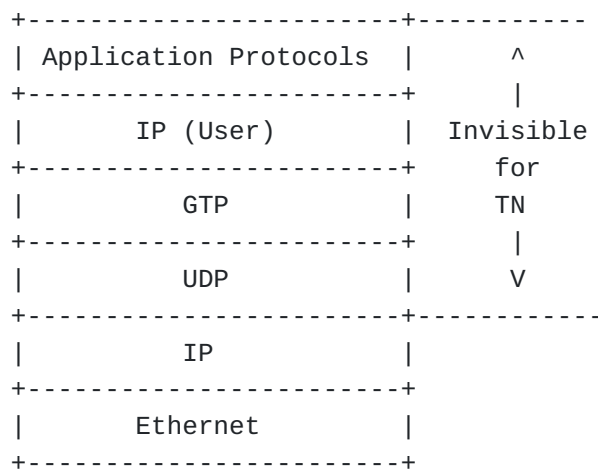 +------------------------+-----------
| Application Protocols  |      ^
+------------------------+      |
|       IP (User)        |  Invisible
+------------------------+     for
|          GTP           |     TN
+------------------------+      |
|          UDP           |      V
+------------------------+------------
|          IP            |
+------------------------+
|       Ethernet         |
+------------------------+